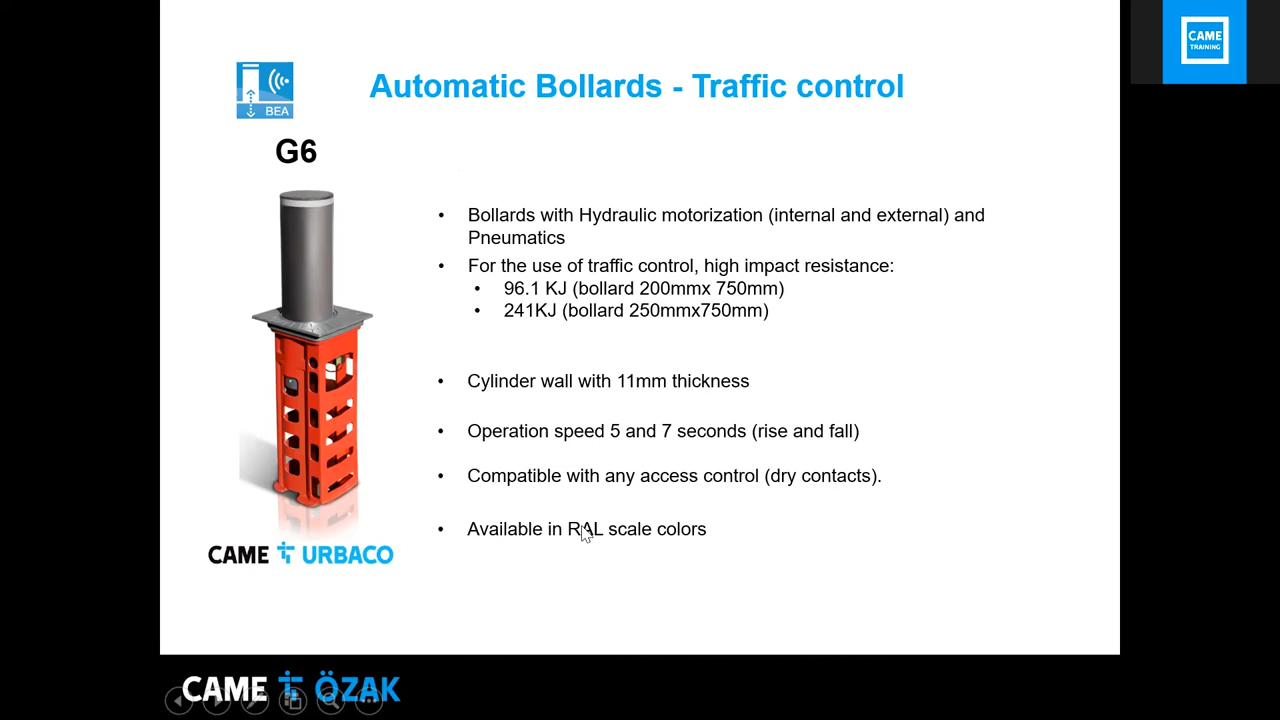 CAME
TRAINING
BEA
Automatic Bollards - Traffic control
G6
• Bollards with Hydraulic motorization (internal and external) and
Pneumatics
• For the use of traffic control, high impact resistance:
• 96.1 KJ (bollard 200mmx 750mm)
• 241KJ (bollard 250mmx750mm)
• Cylinder wall with 11mm thickness
• Operation speed 5 and 7 seconds (rise and fall)
• Compatible with any access control (dry contacts).
• Available in RAL scale colors
CAME URBACO
CAME ÖZAK